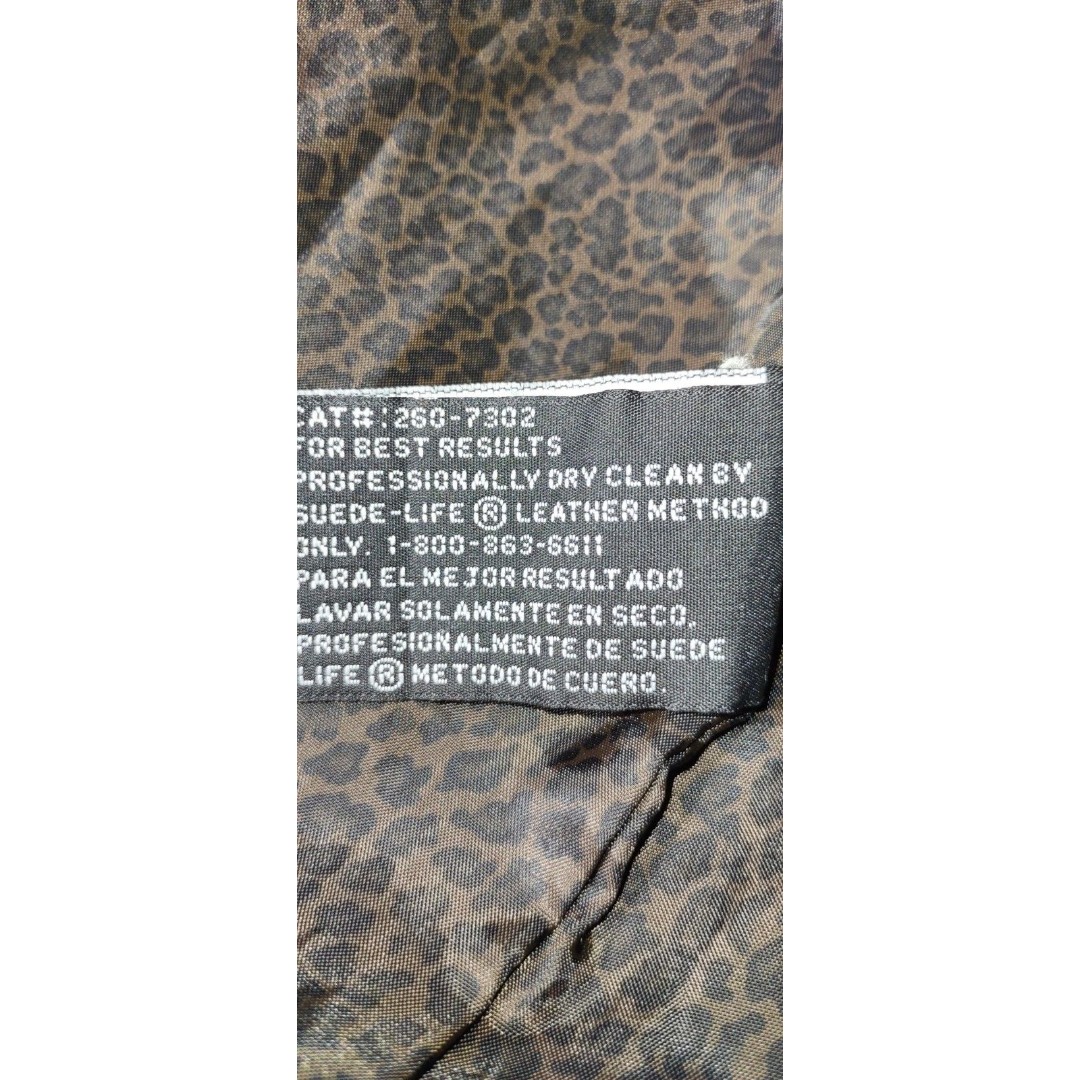 CAT#:260-7302
FOR BEST RESULTS
PROFESSIONALLY DRY CLEAN BY
SUEDE-LIFE ® LEATHER METHOD
ONLY. 1-800-863-6611
PARA EL MEJOR RESULTADO
LAVAR SOLAMENTE EN SECO.
PROFESIONALMENTE DE SUEDE
LIFE ® METODO DE CUERO.